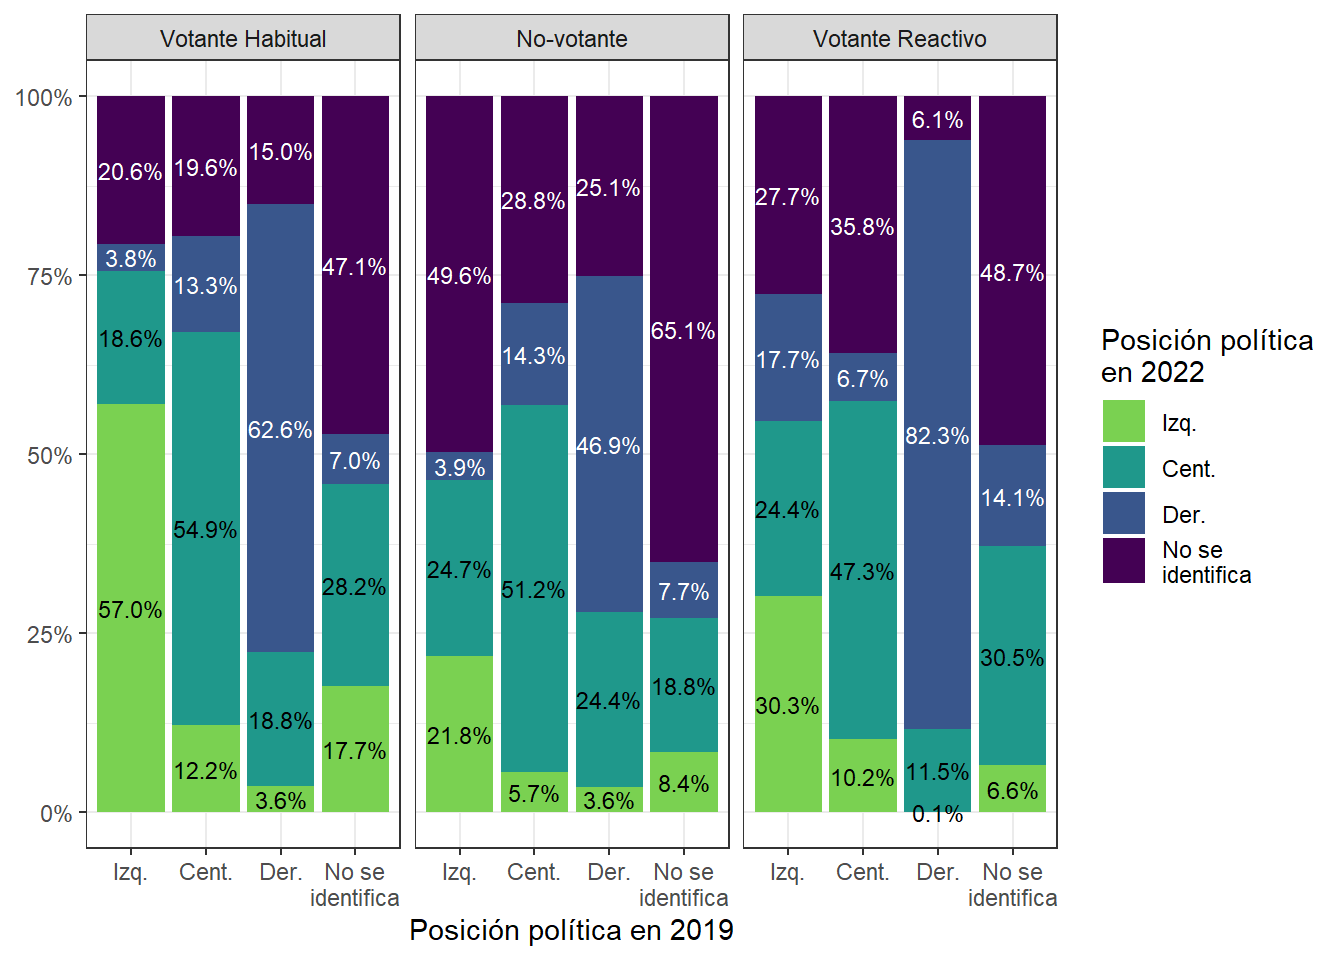 Votante Habitual
No-votante
Votante Reactivo
100%
75%
50%
25%
0%
20.6%
3.8%
18.6%
57.0%
19.6%
13.3%
54.9%
12.2%
15.0%
62.6%
18.8%
3.6%
47.1%
7.0%
28.2%
17.7%
49.6%
3.9%
24.7%
21.8%
28.8%
14.3%
51.2%
5.7%
25.1%
46.9%
24.4%
3.6%
65.1%
7.7%
18.8%
8.4%
27.7%
17.7%
24.4%
30.3%
35.8%
6.7%
47.3%
10.2%
6.1%
82.3%
11.5%
0.1%
48.7%
14.1%
30.5%
6.6%
Izq.
Cent.
Der.
No se
identifica
Izq.
Cent.
Der.
No se
identifica
Izq.
Cent.
Der.
No se
identifica
Posición política en 2019
Posición política
en 2022
Izq.
Cent.
Der.
No se
identifica